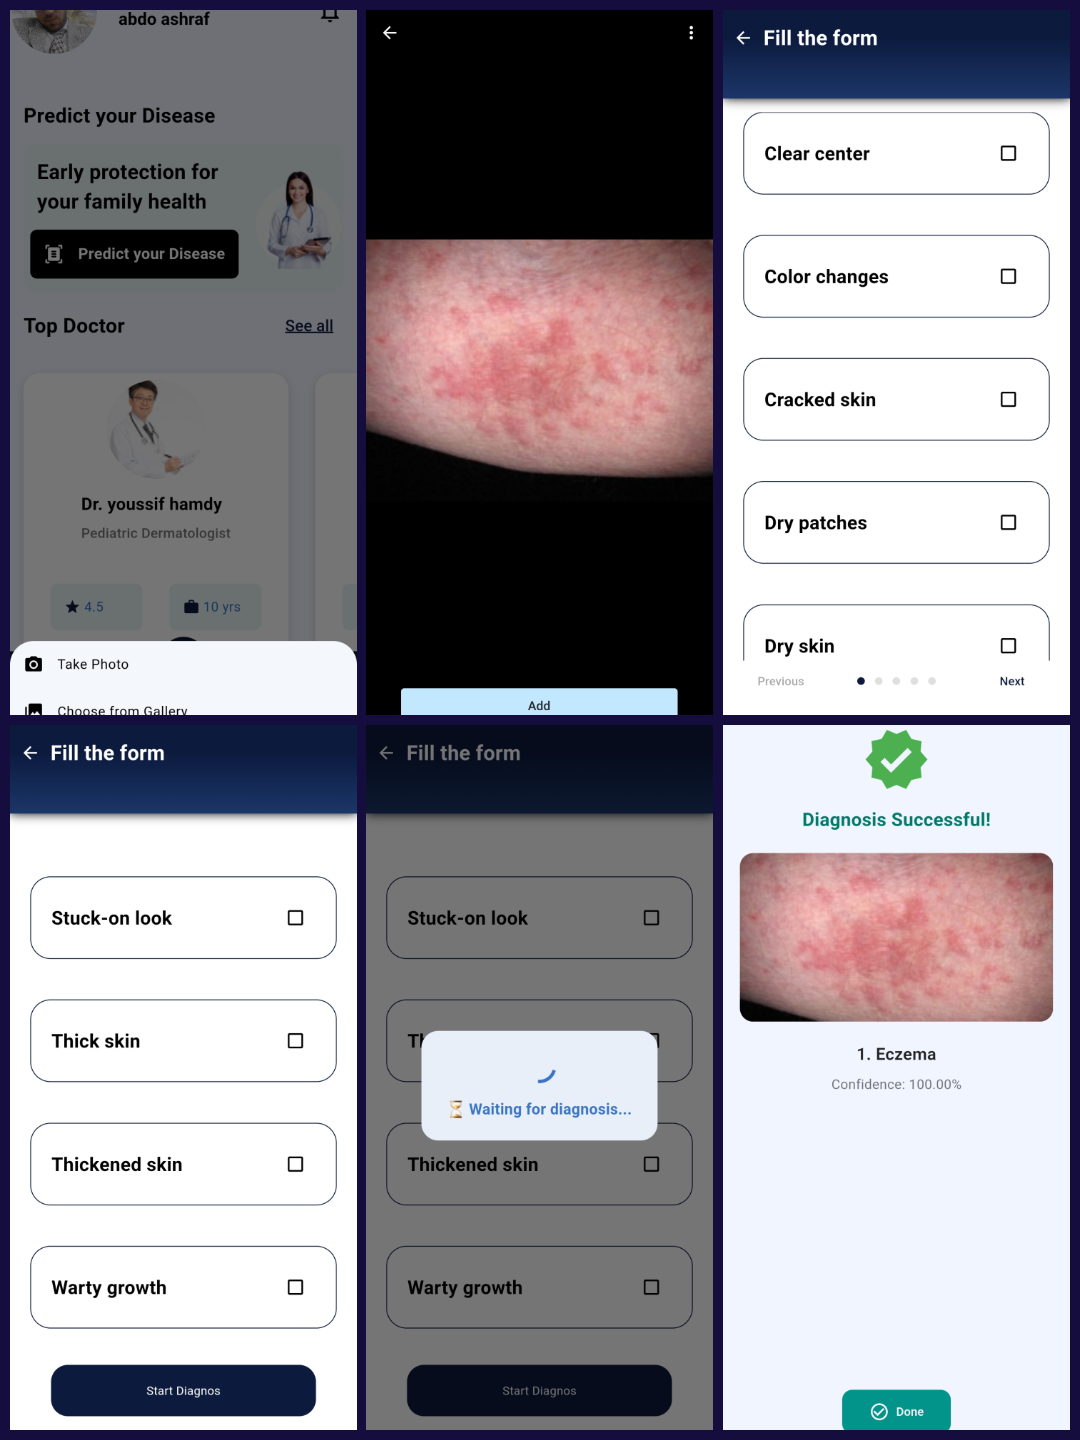 abdo ashraf
Predict your Disease
Early protection for
your family health
Predict your Disease
Top Doctor
See all
Dr. youssif hamdy
Pediatric Dermatologist
4.5
10 yrs
Take Photo
Choose from Gallery
Add
Fill the form
Clear center
Color changes
Cracked skin
Dry patches
Dry skin
Previous
Next
Fill the form
Stuck-on look
Thick skin
Thickened skin
Warty growth
Start Diagnos
Fill the form
Stuck-on look
⏳ Waiting for diagnosis...
Thickened skin
Warty growth
Start Diagnos
Diagnosis Successful!
1. Eczema
Confidence: 100.00%
Done